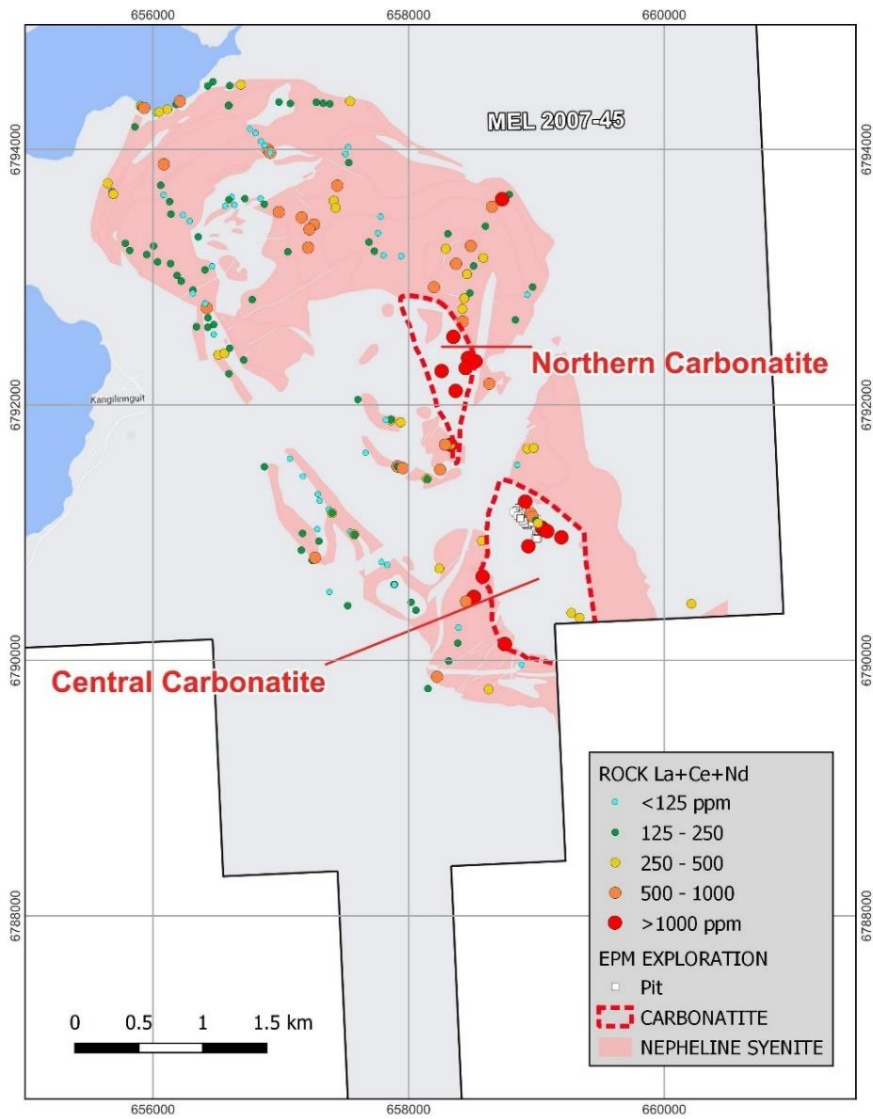 656000
658000
660000
MEL 2007-45
6794000
6794000
Northern Carbonatite
6792000
6792000
Kangilinnguit
6790000
6790000
Central Carbonatite
ROCK La+Ce+Nd
<125 ppm
125 - 250
250 - 500
500 - 1000
>1000 ppm
EPM EXPLORATION
Pit
CARBONATITE
NEPHELINE SYENITE
6788000
6788000
0 0.5 1 1.5 km
656000
658000
660000